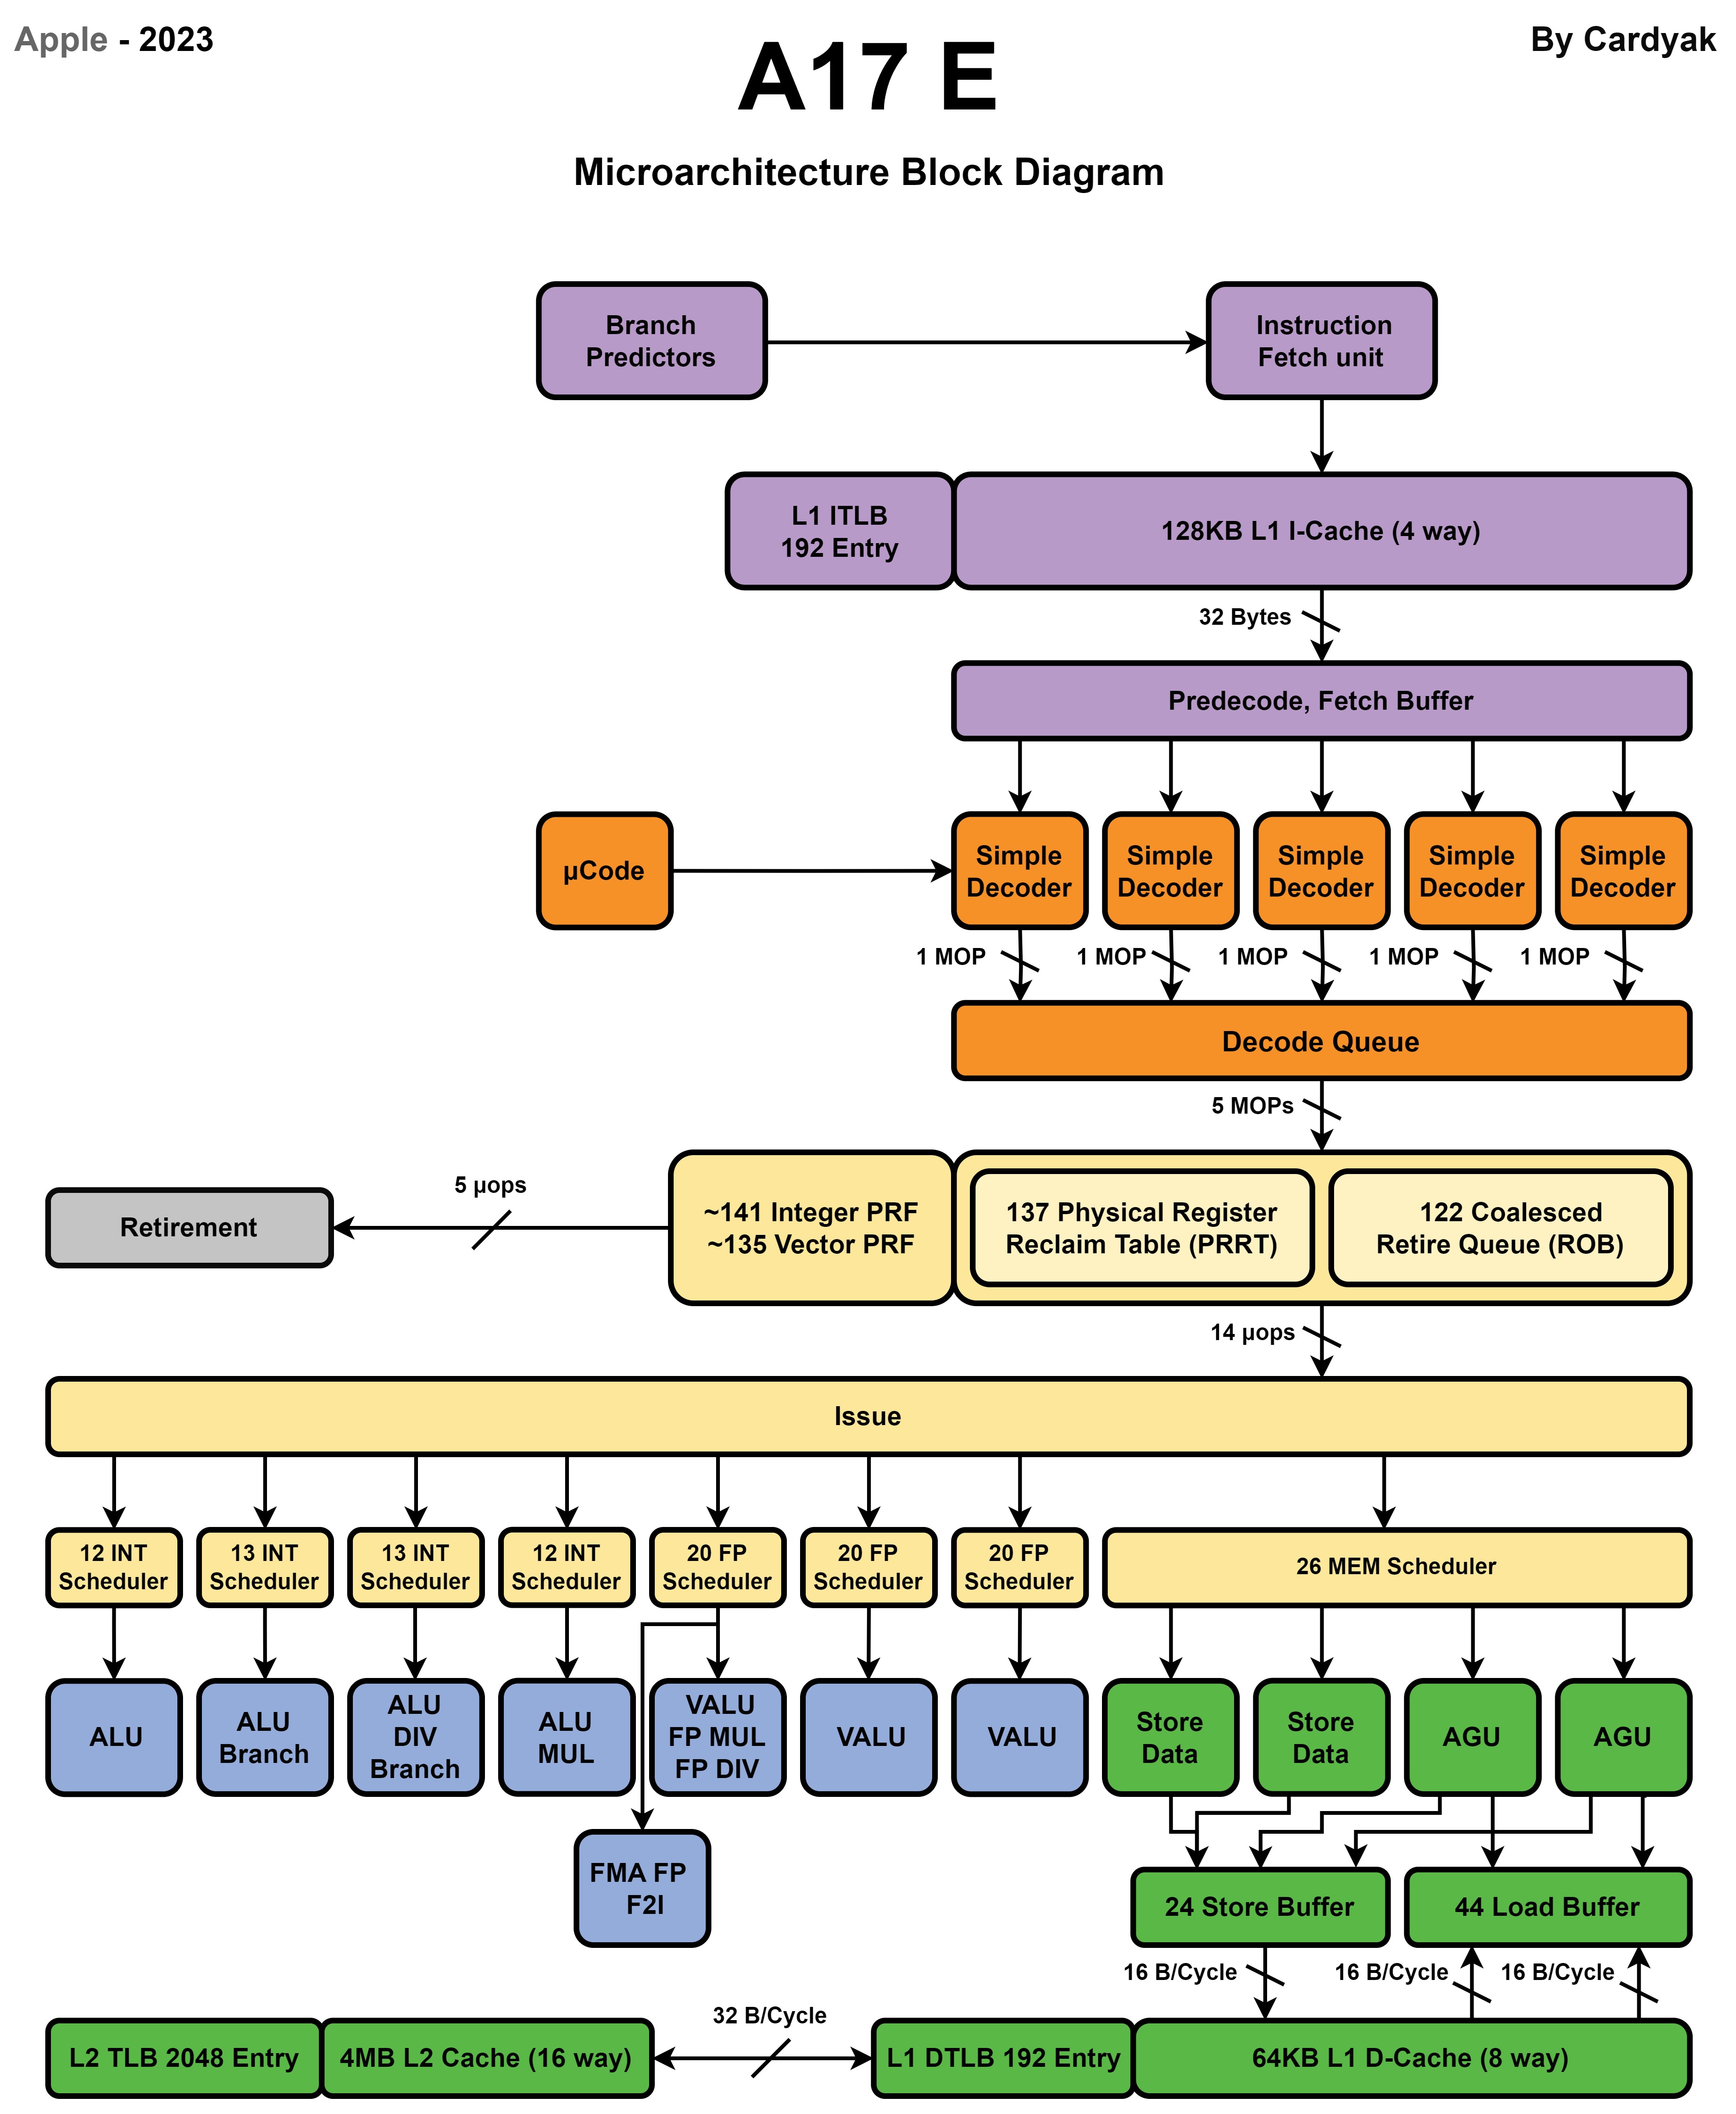 Apple - 2023
By Cardyak
A17 E
Microarchitecture Block Diagram
Branch
Predictors
Instruction
Fetch unit
L1 ITLB
192 Entry
128KB L1 I-Cache (4 way)
32 Bytes
Predecode, Fetch Buffer
µCode
Simple
Decoder
Simple
Decoder
Simple
Decoder
Simple
Decoder
Simple
Decoder
1 MOP
1 MOP
1 MOP
1 MOP
1 MOP
Decode Queue
5 MOPs
Retirement
5 µops
~141 Integer PRF
~135 Vector PRF
137 Physical Register
Reclaim Table (PRRT)
122 Coalesced
Retire Queue (ROB)
14 µops
Issue
12 INT
Scheduler
13 INT
Scheduler
13 INT
Scheduler
12 INT
Scheduler
20 FP
Scheduler
20 FP
Scheduler
20 FP
Scheduler
26 MEM Scheduler
ALU
ALU
Branch
ALU
DIV
Branch
ALU
MUL
VALU
FP MUL
FP DIV
VALU
VALU
Store
Data
Store
Data
AGU
AGU
FMA FP
F2I
24 Store Buffer
44 Load Buffer
16 B/Cycle
16 B/Cycle
16 B/Cycle
32 B/Cycle
L2 TLB 2048 Entry
4MB L2 Cache (16 way)
L1 DTLB 192 Entry
64KB L1 D-Cache (8 way)